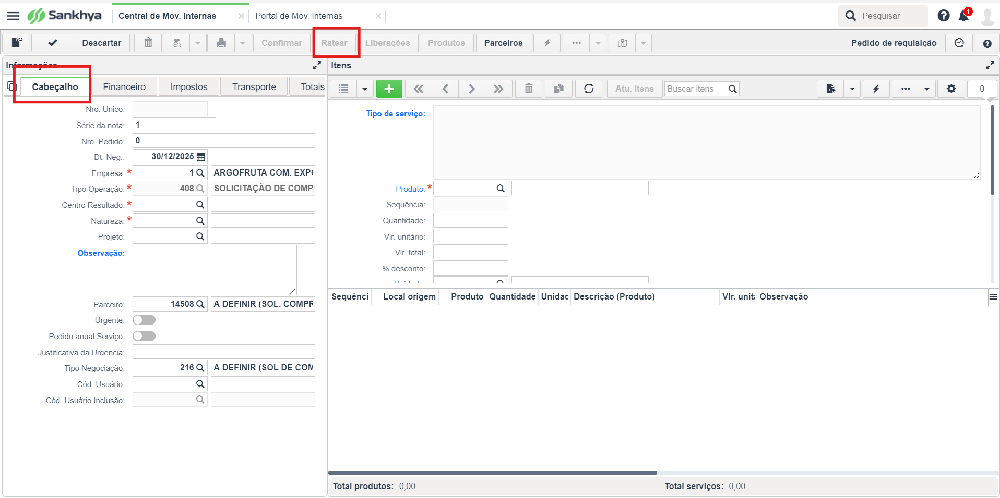 Sankhya
Central de Mov. Internas
Portal de Mov. Internas
Pesquisar
1
Descartar
Confirmar
Ratear
Liberações
Produtos
Parceiros
Pedido de requisição
Informações
Cabeçalho
Financeiro
Impostos
Transporte
Totais
Nro. Único:
Série da nota: 1
Nro. Pedido: 0
Dt. Neg.: 30/12/2025
Empresa:* 1 ARGOFRUTA COM. EXP
Tipo Operação:* 408 SOLICITAÇÃO DE COMP
Centro Resultado:*
Natureza:*
Projeto:
Observação:
Parceiro: 14508 A DEFINIR (SOL. COMPR
Urgente:
Pedido anual Serviço:
Justificativa da Urgencia:
Tipo Negociação: 216 A DEFINIR (SOL DE COM
Cód. Usuário:
Cód. Usuário Inclusão:
Itens
Atu. Itens
Buscar itens
0
Tipo de serviço:
Produto:*
Sequência:
Quantidade:
Vlr. unitário:
Vlr. total:
% desconto:
Sequênci
Local origem
Produto
Quantidade
Unidad
Descrição (Produto)
Vlr. unitá
Observação
Total produtos: 0,00
Total serviços: 0,00